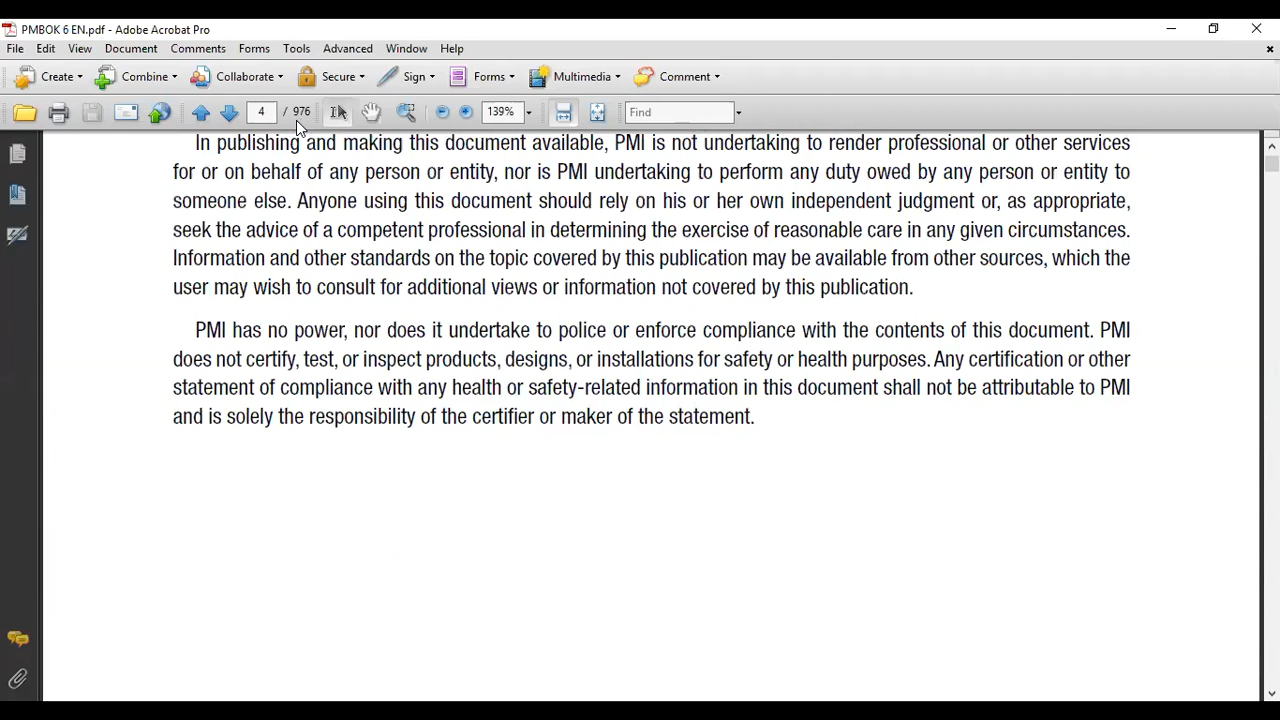 PMBOK 6 EN.pdf - Adobe Acrobat Pro
File Edit View Document Comments Forms Tools Advanced Window Help
Create Combine Collaborate Secure Sign Forms Multimedia Comment
4 / 976 139% Find
In publishing and making this document available, PMI is not undertaking to render professional or other services
for or on behalf of any person or entity, nor is PMI undertaking to perform any duty owed by any person or entity to
someone else. Anyone using this document should rely on his or her own independent judgment or, as appropriate,
seek the advice of a competent professional in determining the exercise of reasonable care in any given circumstances.
Information and other standards on the topic covered by this publication may be available from other sources, which the
user may wish to consult for additional views or information not covered by this publication.
PMI has no power, nor does it undertake to police or enforce compliance with the contents of this document. PMI
does not certify, test, or inspect products, designs, or installations for safety or health purposes. Any certification or other
statement of compliance with any health or safety-related information in this document shall not be attributable to PMI
and is solely the responsibility of the certifier or maker of the statement.